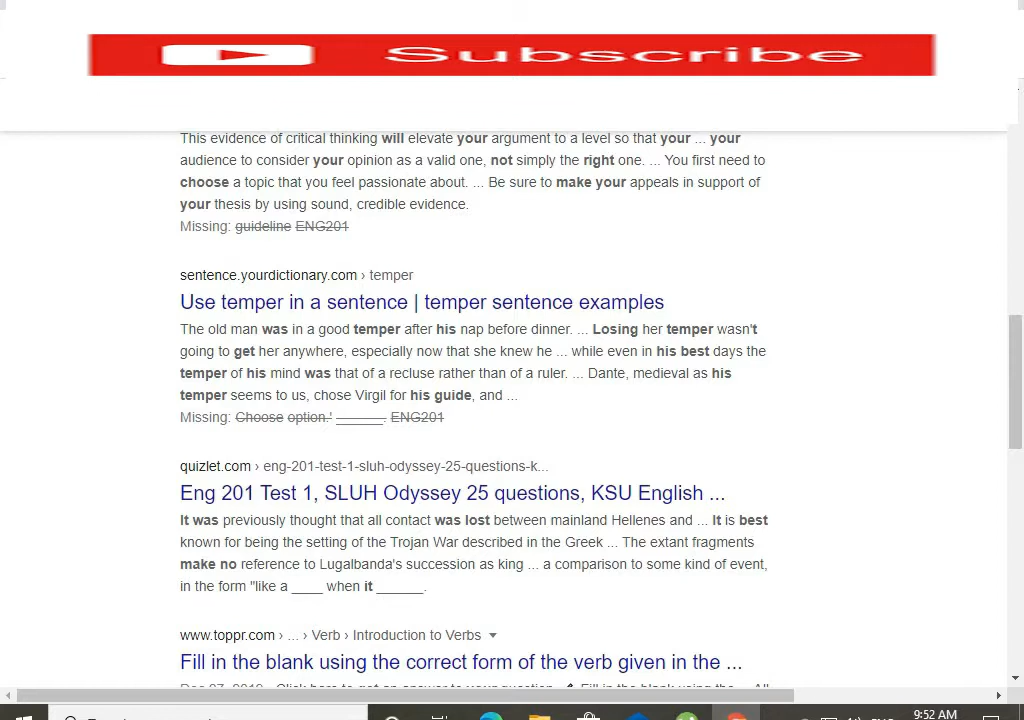 Subscribe
This evidence of critical thinking will elevate your argument to a level so that your ... your
audience to consider your opinion as a valid one, not simply the right one. ... You first need to
choose a topic that you feel passionate about. ... Be sure to make your appeals in support of
your thesis by using sound, credible evidence.
Missing: guideline ENG201
sentence.yourdictionary.com › temper
Use temper in a sentence | temper sentence examples
The old man was in a good temper after his nap before dinner. ... Losing her temper wasn't
going to get her anywhere, especially now that she knew he ... while even in his best days the
temper of his mind was that of a recluse rather than of a ruler. ... Dante, medieval as his
temper seems to us, chose Virgil for his guide, and ...
Missing: Choose option.' ______. ENG201
quizlet.com › eng-201-test-1-sluh-odyssey-25-questions-k...
Eng 201 Test 1, SLUH Odyssey 25 questions, KSU English ...
It was previously thought that all contact was lost between mainland Hellenes and ... It is best
known for being the setting of the Trojan War described in the Greek ... The extant fragments
make no reference to Lugalbanda's succession as king ... a comparison to some kind of event,
in the form "like a ____ when it ______.
www.toppr.com › ... › Verb › Introduction to Verbs
Fill in the blank using the correct form of the verb given in the ...
9:52 AM